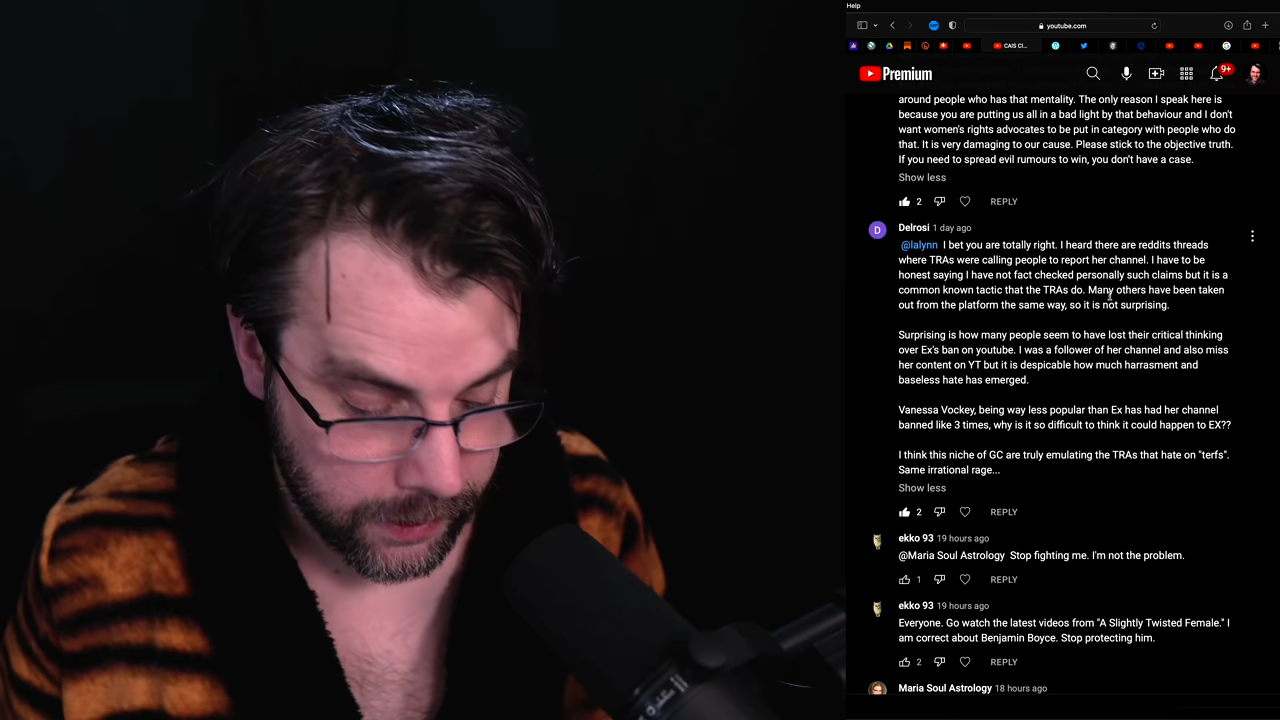 Help
youtube.com
CAIS Cl...
Premium
9+
around people who has that mentality. The only reason I speak here is
because you are putting us all in a bad light by that behaviour and I don't
want women's rights advocates to be put in category with people who do
that. It is very damaging to our cause. Please stick to the objective truth.
If you need to spread evil rumours to win, you don't have a case.
Show less
2 REPLY
D
Delrosi 1 day ago
@lalynn I bet you are totally right. I heard there are reddits threads
where TRAs were calling people to report her channel. I have to be
honest saying I have not fact checked personally such claims but it is a
common known tactic that the TRAs do. Many others have been taken
out from the platform the same way, so it is not surprising.
Surprising is how many people seem to have lost their critical thinking
over Ex's ban on youtube. I was a follower of her channel and also miss
her content on YT but it is despicable how much harrasment and
baseless hate has emerged.
Vanessa Vockey, being way less popular than Ex has had her channel
banned like 3 times, why is it so difficult to think it could happen to EX??
I think this niche of GC are truly emulating the TRAs that hate on "terfs".
Same irrational rage...
Show less
2 REPLY
ekko 93 19 hours ago
@Maria Soul Astrology Stop fighting me. I'm not the problem.
1 REPLY
ekko 93 19 hours ago
Everyone. Go watch the latest videos from "A Slightly Twisted Female." I
am correct about Benjamin Boyce. Stop protecting him.
2 REPLY
Maria Soul Astrology 18 hours ago